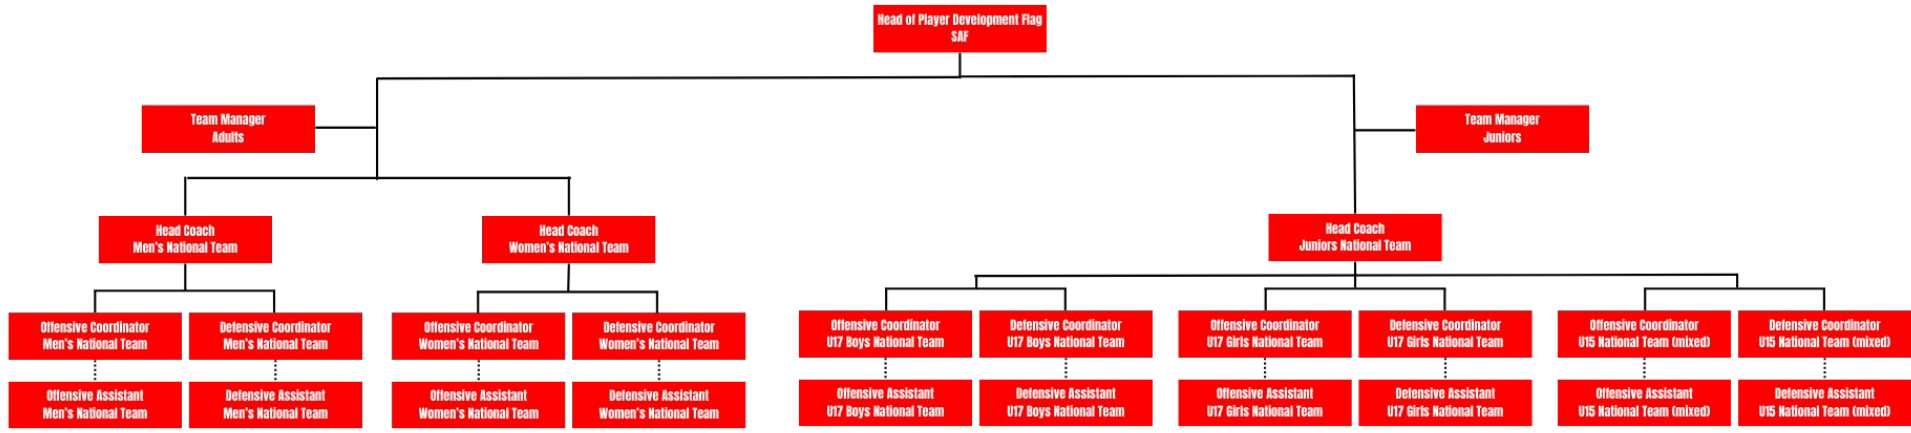 Head of Player Development Flag
SAF
Team Manager
Adults
Team Manager
Juniors
Head Coach
Men's National Team
Head Coach
Women's National Team
Head Coach
Juniors National Team
Offensive Coordinator
Men's National Team
Defensive Coordinator
Men's National Team
Offensive Coordinator
Women's National Team
Defensive Coordinator
Women's National Team
Offensive Coordinator
U17 Boys National Team
Defensive Coordinator
U17 Boys National Team
Offensive Coordinator
U17 Girls National Team
Defensive Coordinator
U17 Girls National Team
Offensive Coordinator
U15 National Team (mixed)
Defensive Coordinator
U15 National Team (mixed)
Offensive Assistant
Men's National Team
Defensive Assistant
Men's National Team
Offensive Assistant
Women's National Team
Defensive Assistant
Women's National Team
Offensive Assistant
U17 Boys National Team
Defensive Assistant
U17 Boys National Team
Offensive Assistant
U17 Girls National Team
Defensive Assistant
U17 Girls National Team
Offensive Assistant
U15 National Team (mixed)
Defensive Assistant
U15 National Team (mixed)